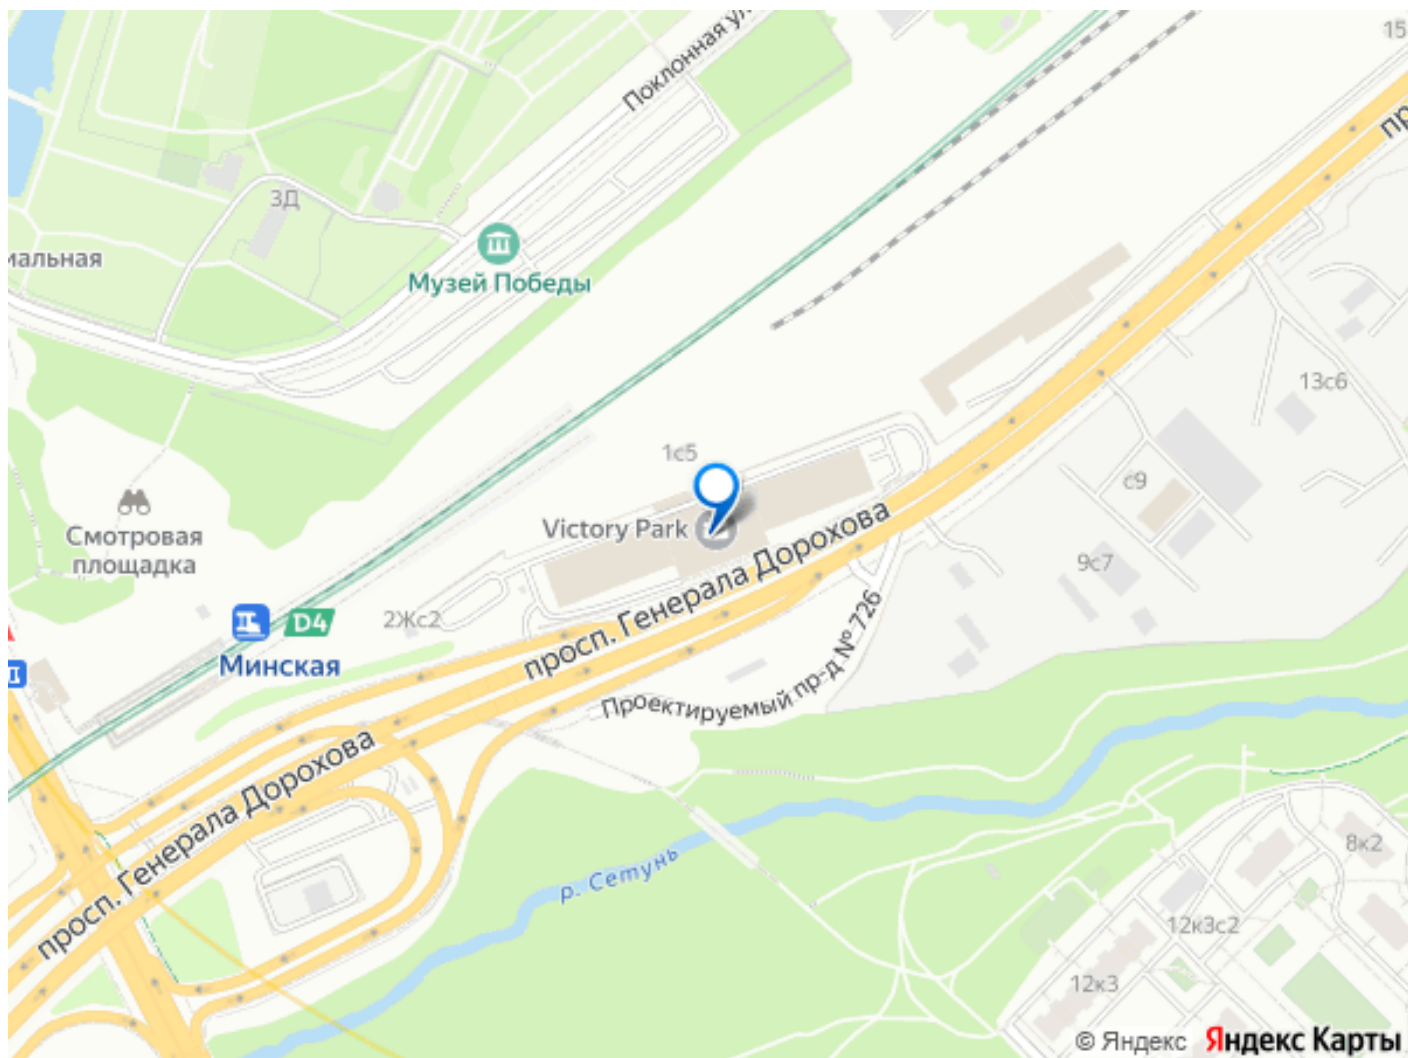 15
Поклонная ул
пр
3Д
иальная
Музей Победы
13с6
1с5
с9
Victory Park
Смотровая
площадка
9с7
просп. Генерала Дорохова
2Жс2
D4
Минская
Проектируемый пр-д № 726
просп. Генерала Дорохова
8к2
р. Сетунь
12к3с2
12к3
© Яндекс Яндекс Карты